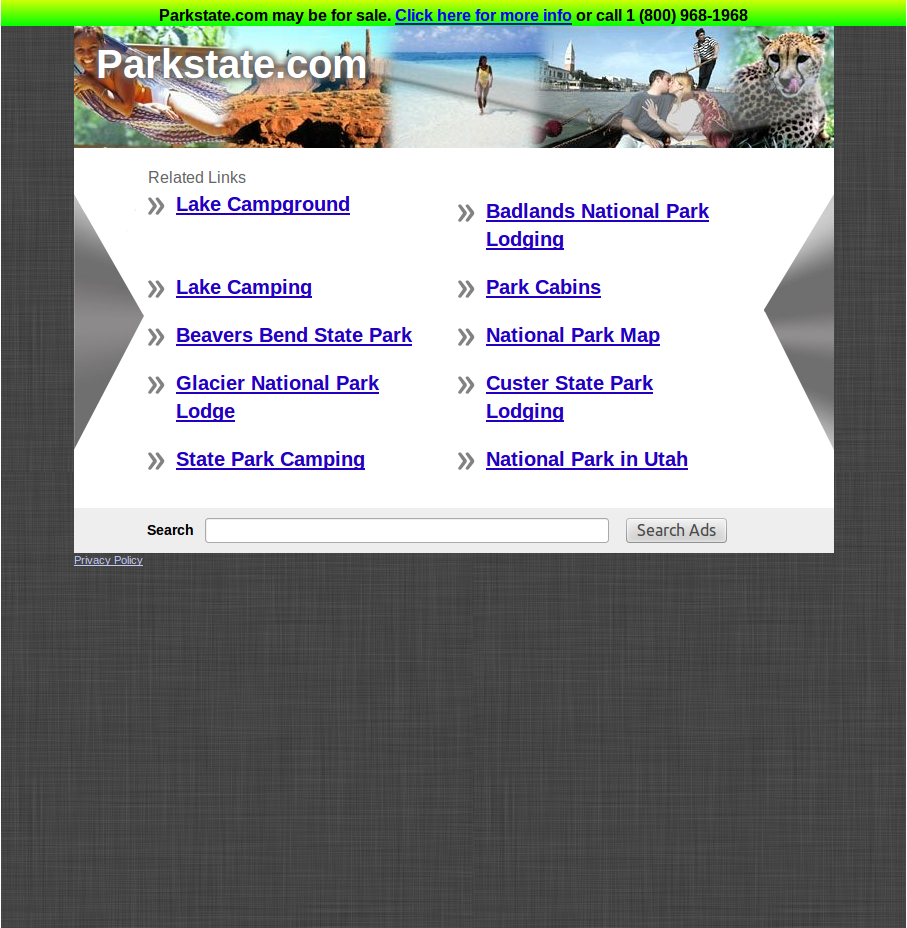 Parkstate.com may be for sale. Click here for more info or call 1 (800) 968-1968
Parkstate.com
Related Links
Lake Campground
Badlands National Park
Lodging
Lake Camping
Park Cabins
Beavers Bend State Park
National Park Map
Glacier National Park
Lodge
Custer State Park
Lodging
State Park Camping
National Park in Utah
Search
Search Ads
Privacy Policy